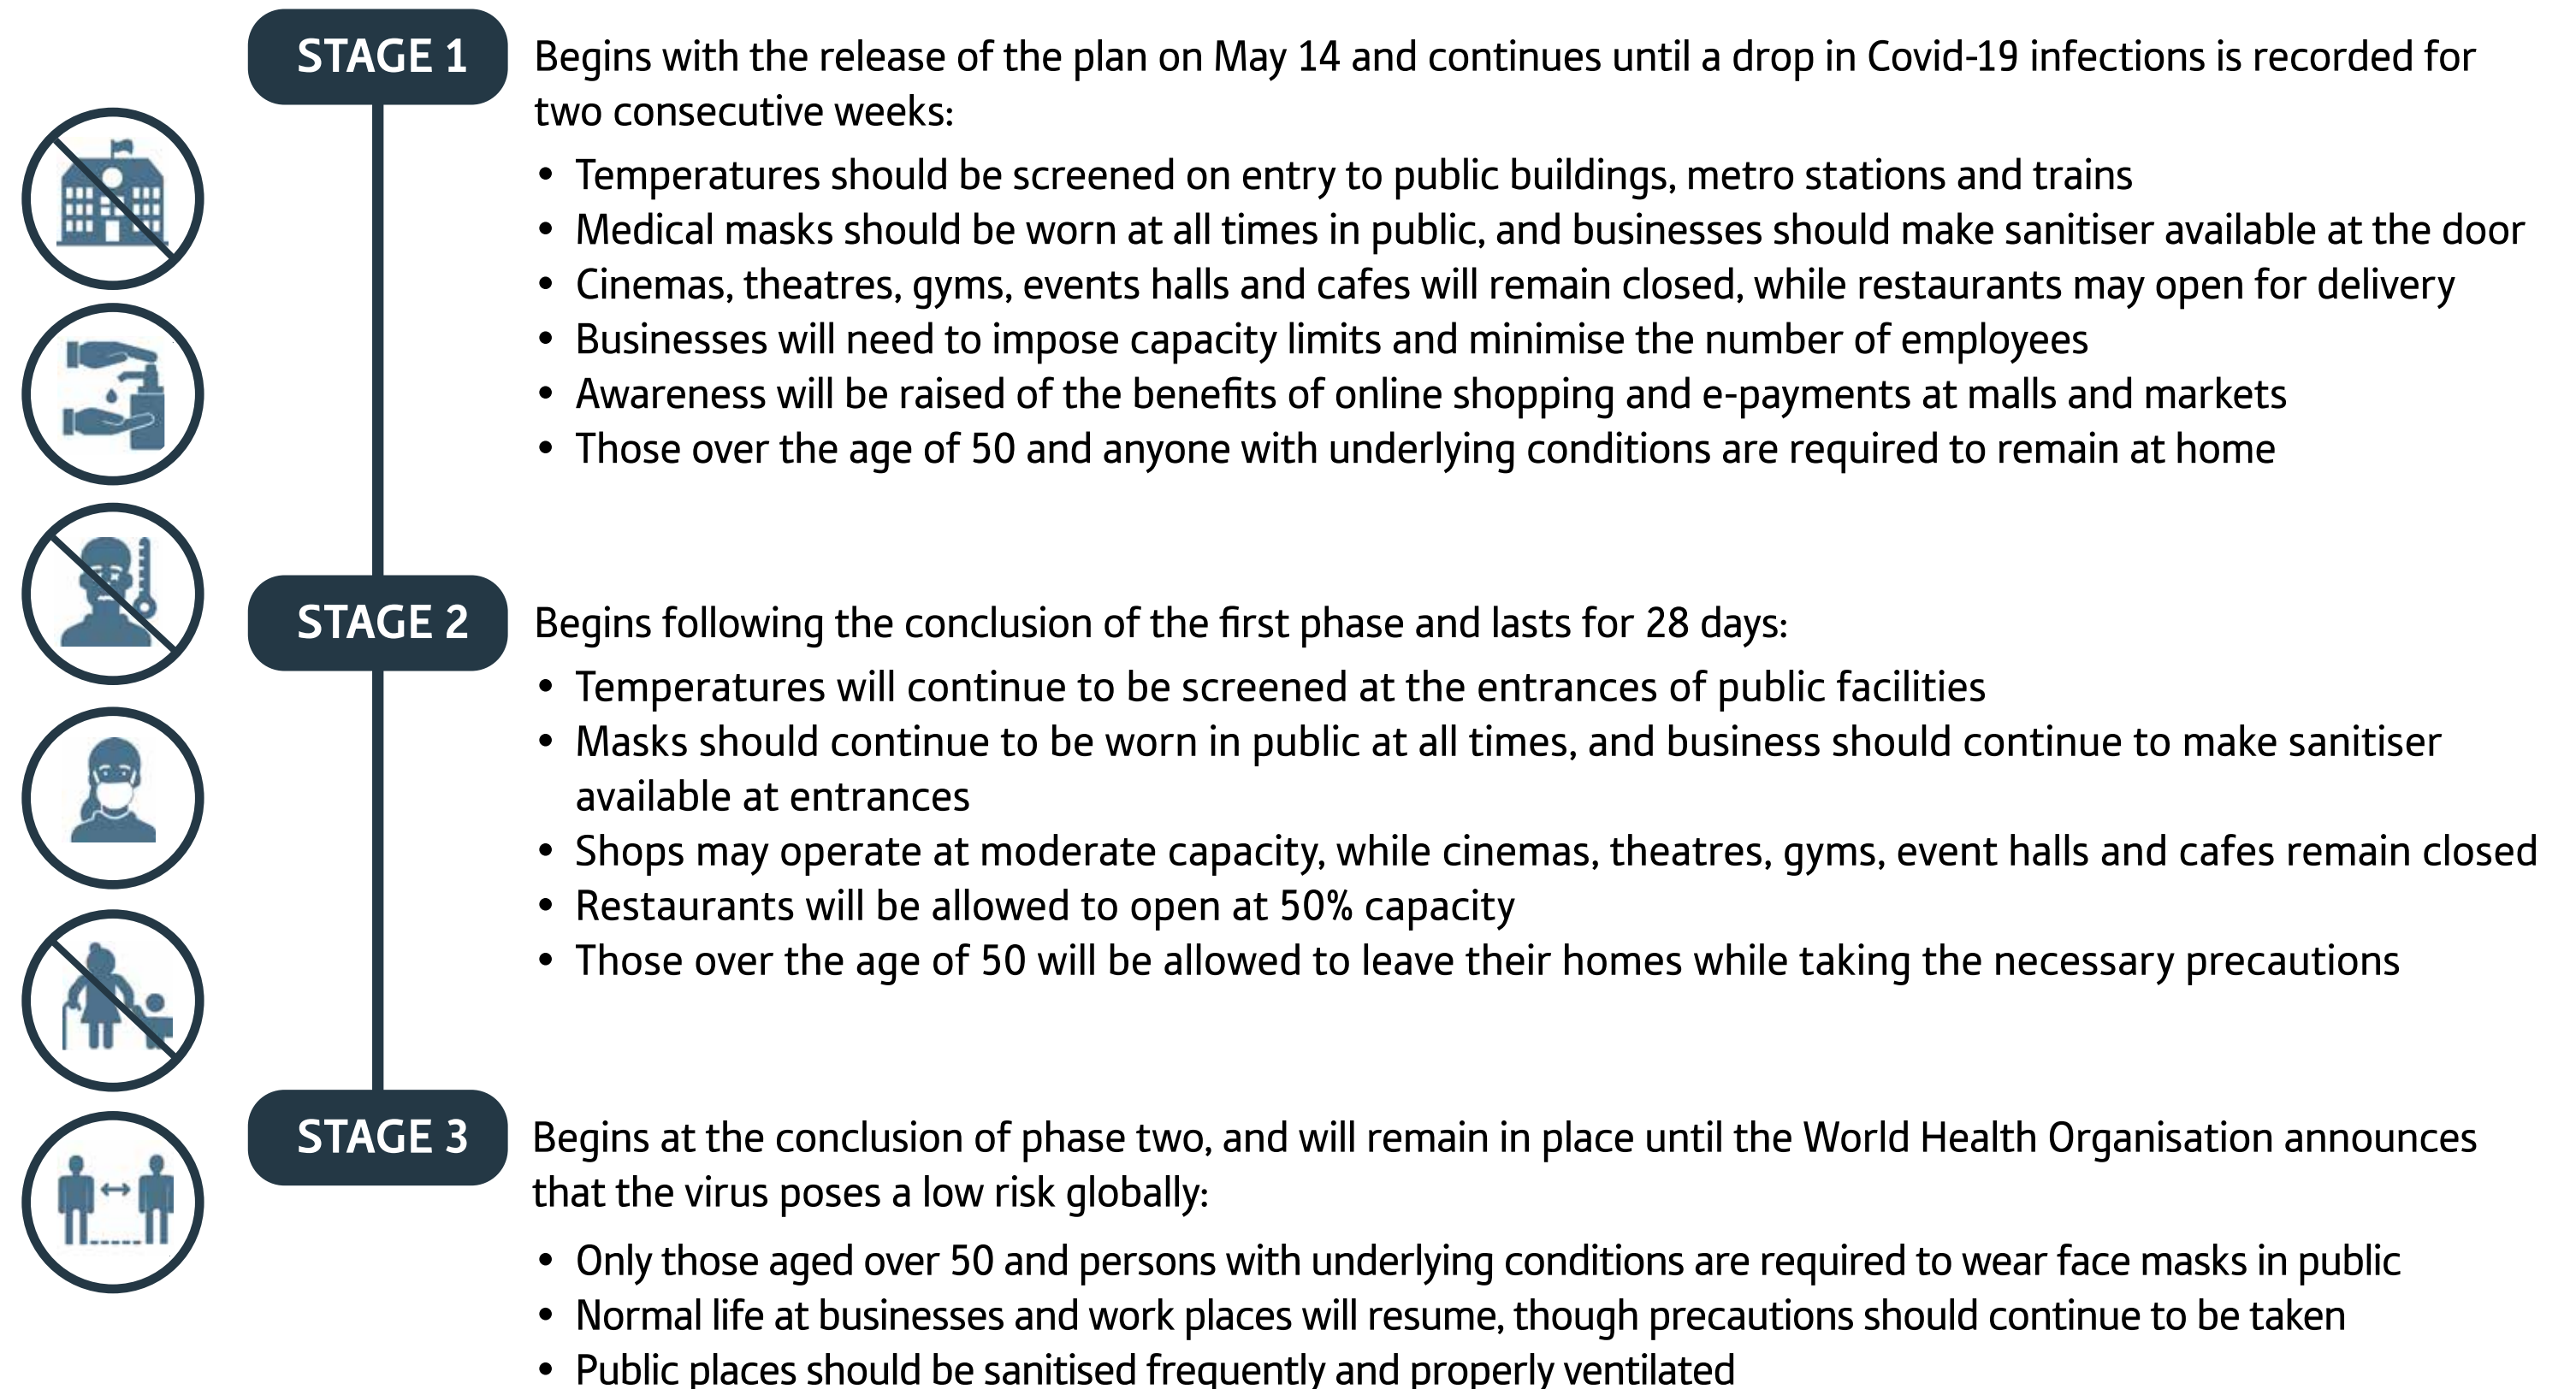 STAGE 1
Begins with the release of the plan on May 14 and continues until a drop in Covid-19 infections is recorded for
two consecutive weeks:
• Temperatures should be screened on entry to public buildings, metro stations and trains
• Medical masks should be worn at all times in public, and businesses should make sanitiser available at the door
• Cinemas, theatres, gyms, events halls and cafes will remain closed, while restaurants may open for delivery
• Businesses will need to impose capacity limits and minimise the number of employees
• Awareness will be raised of the benefits of online shopping and e-payments at malls and markets
• Those over the age of 50 and anyone with underlying conditions are required to remain at home
STAGE 2
Begins following the conclusion of the first phase and lasts for 28 days:
• Temperatures will continue to be screened at the entrances of public facilities
• Masks should continue to be worn in public at all times, and business should continue to make sanitiser
available at entrances
• Shops may operate at moderate capacity, while cinemas, theatres, gyms, event halls and cafes remain closed
• Restaurants will be allowed to open at 50% capacity
• Those over the age of 50 will be allowed to leave their homes while taking the necessary precautions
STAGE 3
Begins at the conclusion of phase two, and will remain in place until the World Health Organisation announces
that the virus poses a low risk globally:
• Only those aged over 50 and persons with underlying conditions are required to wear face masks in public
• Normal life at businesses and work places will resume, though precautions should continue to be taken
• Public places should be sanitised frequently and properly ventilated